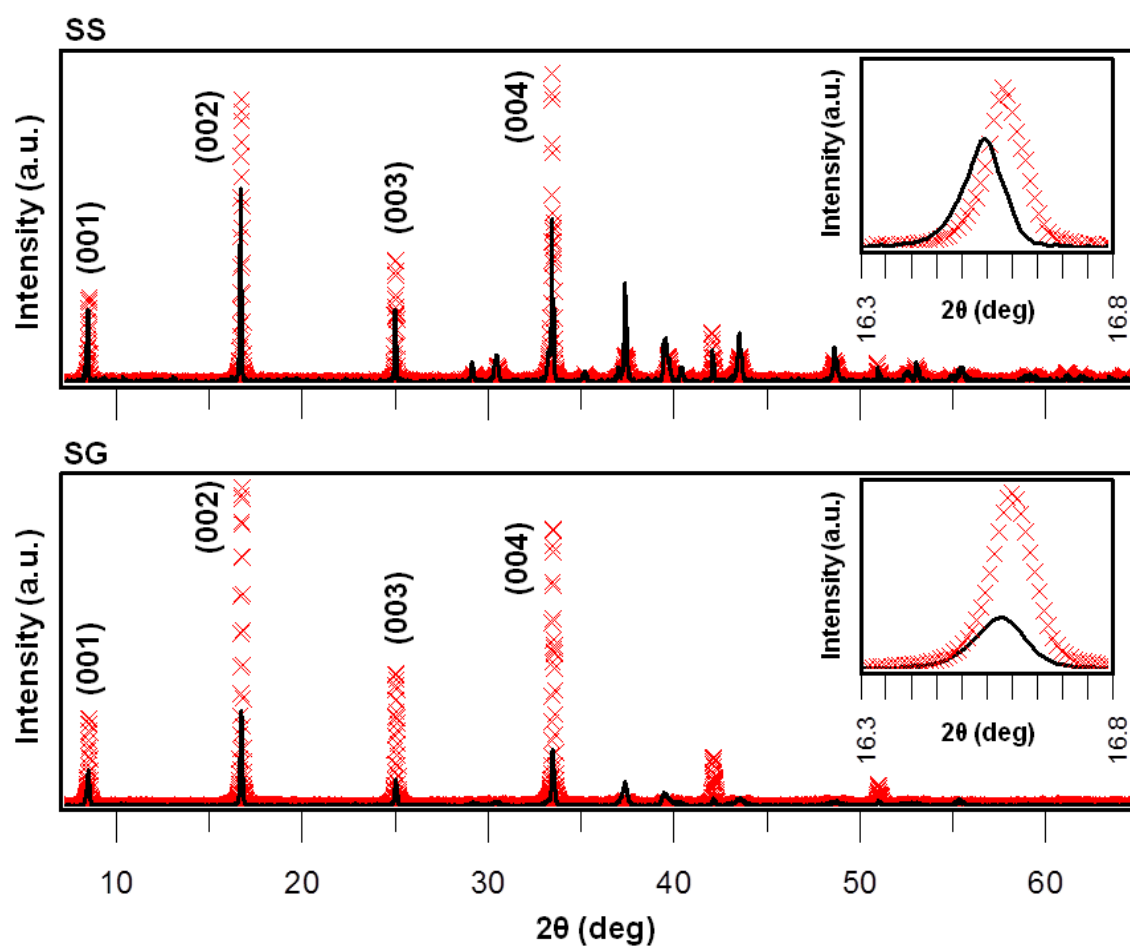 SS
Intensity (a.u.)
(001)
(002)
(003)
(004)
Intensity (a.u.)
16.3
2θ (deg)
16.8
SG
Intensity (a.u.)
(001)
(002)
(003)
(004)
Intensity (a.u.)
16.3
2θ (deg)
16.8
10 20 30 40 50 60
2θ (deg)